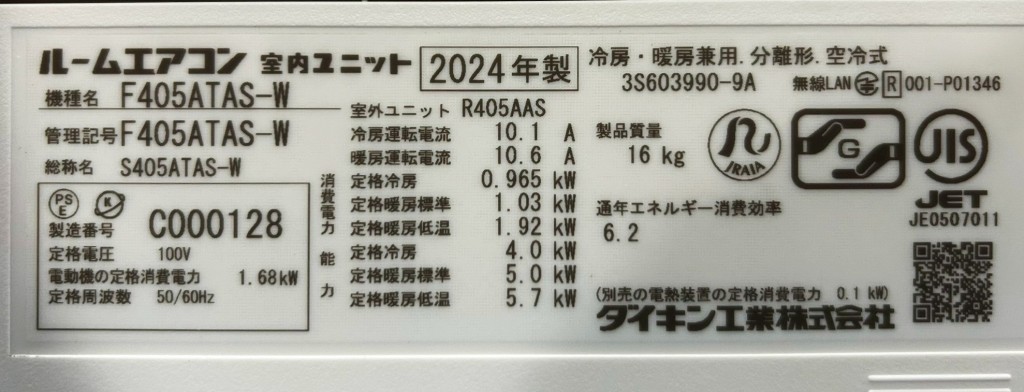 ルームエアコン 室内ユニット 2024年製 冷房・暖房兼用.分離形.空冷式
3S603990-9A 無線LAN R 001-P01346
機種名 F405ATAS-W
管理記号 F405ATAS-W
総称名 S405ATAS-W
PS
E
K
製造番号 C000128
定格電圧 100V
電動機の定格消費電力 1.68kW
定格周波数 50/60Hz
室外ユニット R405AAS
冷房運転電流 10.1 A
暖房運転電流 10.6 A
消費電力
定格冷房 0.965 kW
定格暖房標準 1.03 kW
定格暖房低温 1.92 kW
能力
定格冷房 4.0 kW
定格暖房標準 5.0 kW
定格暖房低温 5.7 kW
製品質量
16 kg
通年エネルギー消費効率
6.2
JRAIA
G
JIS
JET
JE0507011
(別売の電熱装置の定格消費電力 0.1 kW)
ダイキン工業株式会社